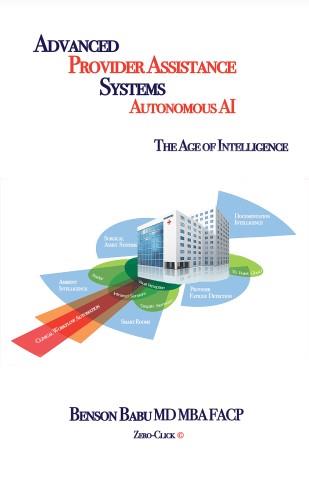 ADVANCED
PROVIDER ASSISTANCE
SYSTEMS
AUTONOMOUS AI
THE AGE OF INTELLIGENCE
DOCUMENTATION
INTELLIGENCE
SURGICAL
ASSIST SYSTEMS
AMBIENT
INTELLIGENCE
PROVIDER
FATIGUE DETECTION
SMART ROOMS
CLINICAL WORKFLOW AUTOMATION
BENSON BABU MD MBA FACP
ZERO-CLICK ©